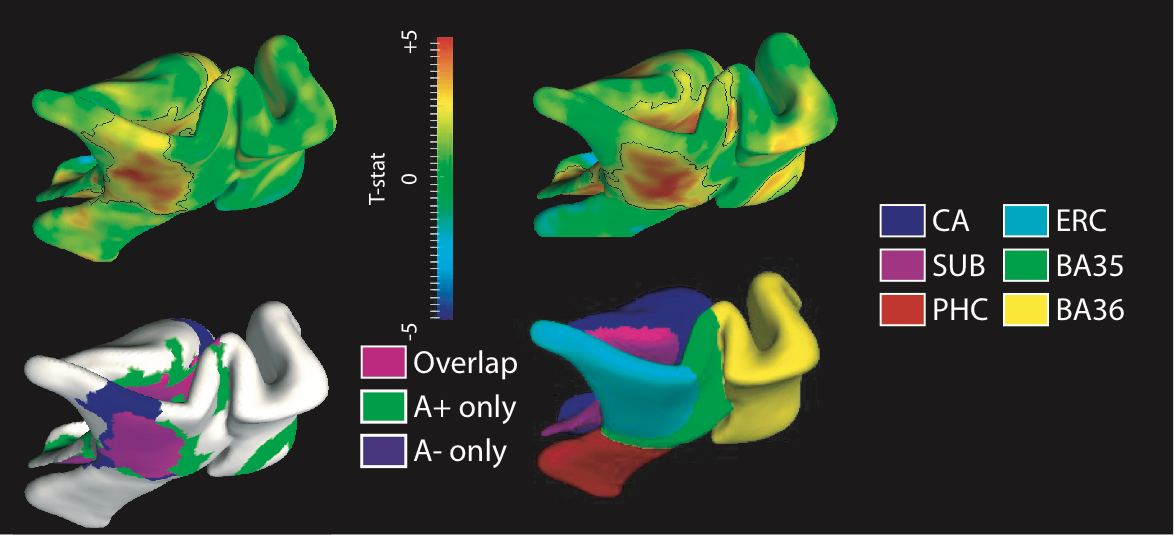 +5
T-stat
0
-5
CA
ERC
SUB
BA35
PHC
BA36
Overlap
A+ only
A- only